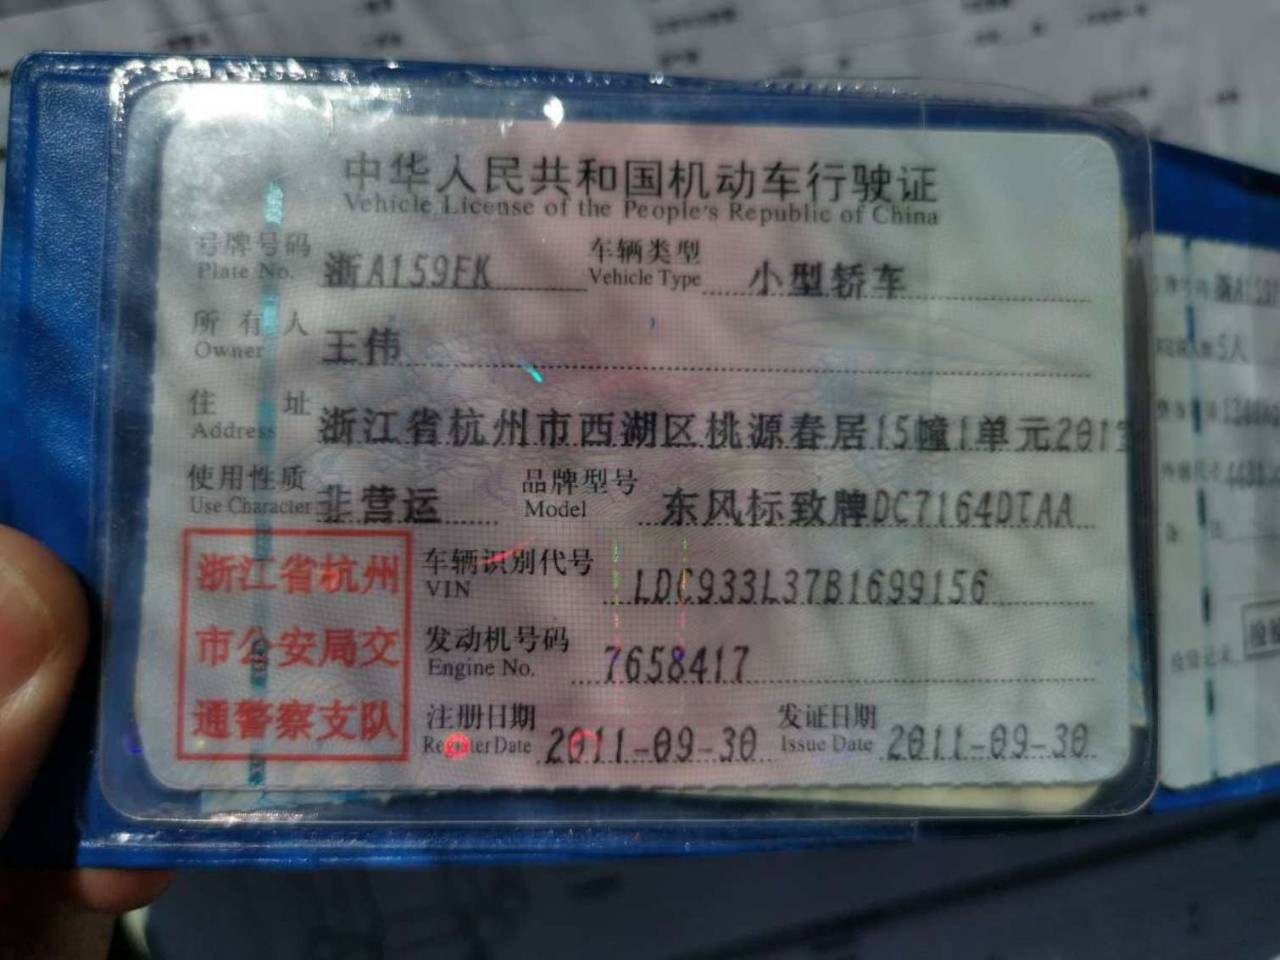 中华人民共和国机动车行驶证
Vehicle License of the People's Republic of China
号牌号码 浙A159FK 车辆类型 小型轿车
Plate No. Vehicle Type
所有人 王伟
Owner
住址 浙江省杭州市西湖区桃源春居15幢1单元201
Address
使用性质 非营运 品牌型号 东风标致牌DC7164DTAA
Use Character Model
浙江省杭州
市公安局交
通警察支队
车辆识别代号 LDC933L37B1699156
VIN
发动机号码 7658417
Engine No.
注册日期 2011-09-30 发证日期 2011-09-30
Register Date Issue Date
5人